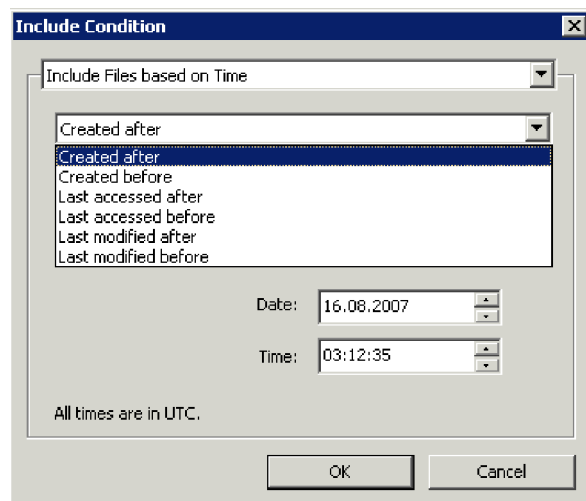 Include Condition
Include Files based on Time
Created after
Created after
Created before
Last accessed after
Last accessed before
Last modified after
Last modified before
Date: 16.08.2007
Time: 03:12:35
All times are in UTC.
OK Cancel